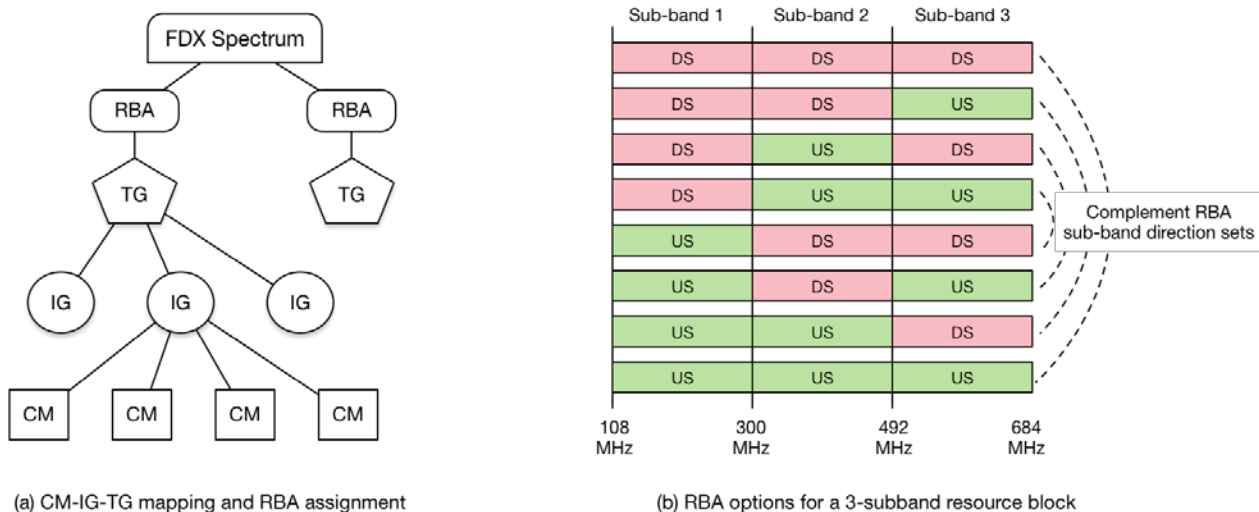 FDX Spectrum
RBA
RBA
TG
TG
IG
IG
IG
CM
CM
CM
CM
(a) CM-IG-TG mapping and RBA assignment
Sub-band 1
Sub-band 2
Sub-band 3
DS
DS
DS
DS
DS
US
DS
US
DS
DS
US
US
US
DS
DS
US
DS
US
US
US
DS
US
US
US
Complement RBA
sub-band direction sets
108
MHz
300
MHz
492
MHz
684
MHz
(b) RBA options for a 3-subband resource block